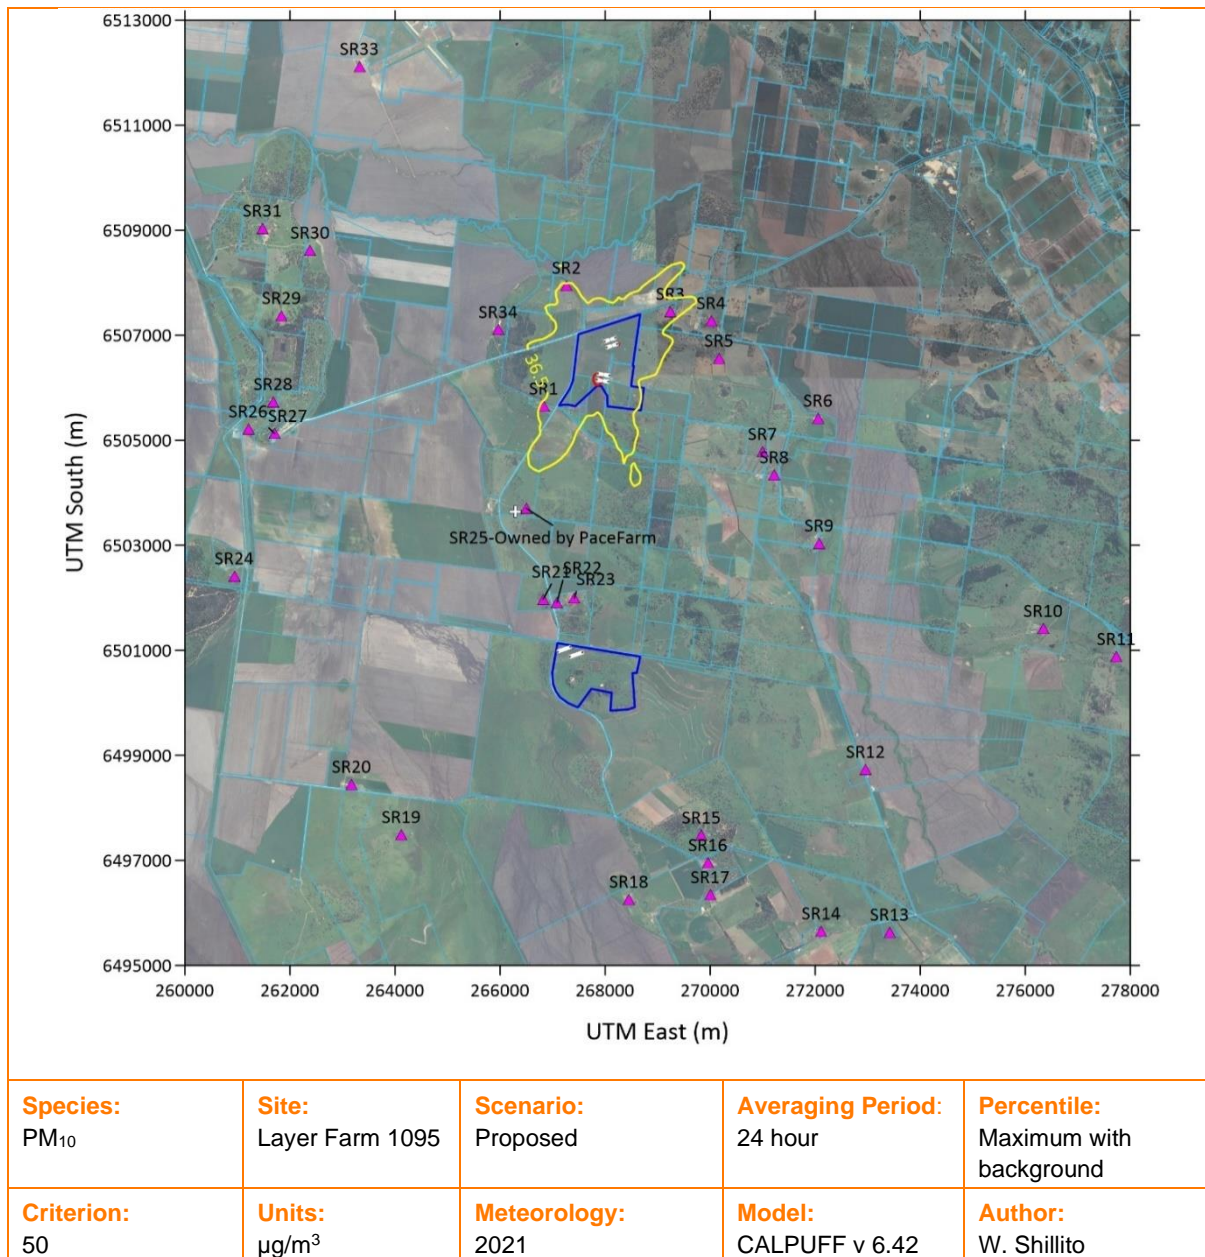 6513000
SR33
6511000
SR31
6509000
SR30
SR2
SR29
SR3
SR4
SR34
6507000
SR5
SR1
SR28
SR6
SR26
SR27
6505000
SR7
SR8
SR25-Owned by PaceFarm
SR9
6503000
SR24
SR21
SR22
SR23
SR10
SR11
6501000
SR12
6499000
SR20
SR19
SR15
SR16
6497000
SR18
SR17
SR14
SR13
6495000
260000 262000 264000 266000 268000 270000 272000 274000 276000 278000
UTM South (m)
UTM East (m)
Species:
PM₁₀
Site:
Layer Farm 1095
Scenario:
Proposed
Averaging Period:
24 hour
Percentile:
Maximum with
background
Criterion:
50
Units:
µg/m³
Meteorology:
2021
Model:
CALPUFF v 6.42
Author:
W. Shillito